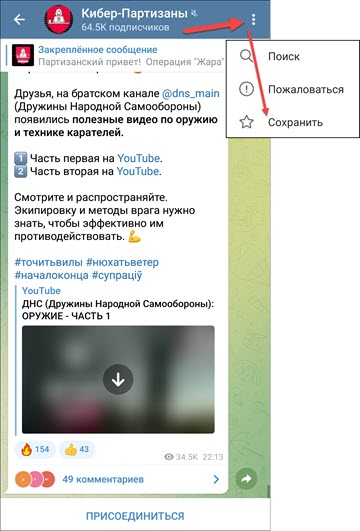 Кибер-Партизаны
64.5K подписчиков
Закреплённое сообщение
Партизанский привет! Операция "Жара"
Друзья, на братском канале @dns_main
(Дружины Народной Самообороны)
появились полезные видео по оружию
и технике карателей.
1 Часть первая на YouTube.
2 Часть вторая на YouTube.
Смотрите и распространяйте.
Экипировку и методы врага нужно
знать, чтобы эффективно им
противодействовать.
#точитьвилы #нюхатьветер
#началоконца #супраціў
YouTube
ДНС (Дружины Народной Самообороны):
ОРУЖИЕ - ЧАСТЬ 1
154
43
34.5K 22:13
49 комментариев
ПРИСОЕДИНИТЬСЯ
Поиск
Пожаловаться
Сохранить